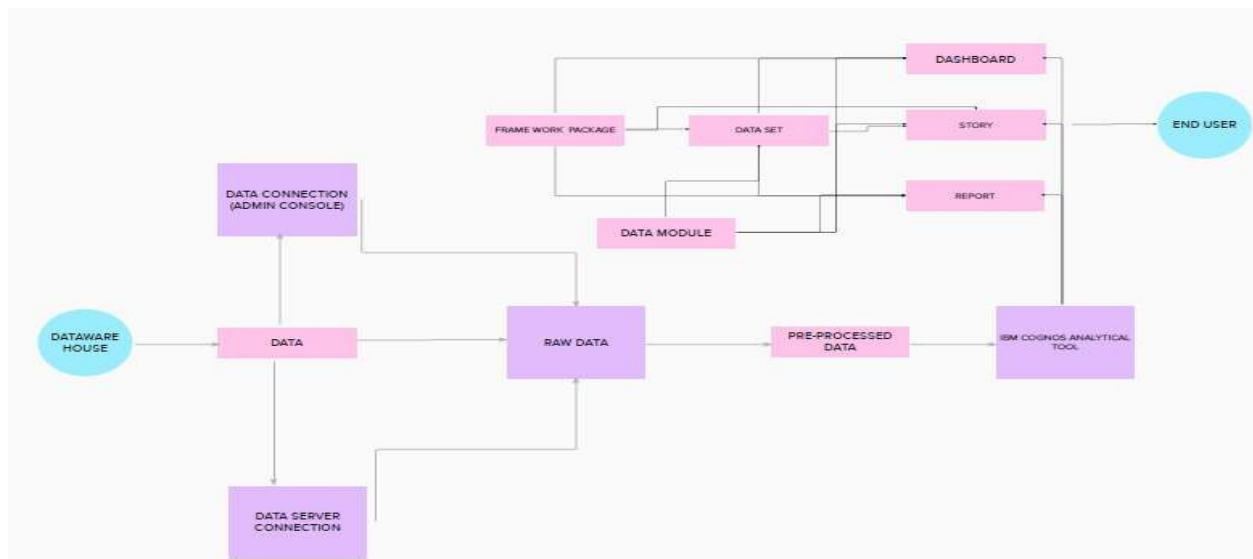 DASHBOARD
FRAME WORK PACKAGE
DATA SET
STORY
END USER
DATA CONNECTION
(ADMIN CONSOLE)
REPORT
DATA MODULE
DATAWARE
HOUSE
DATA
RAW DATA
PRE-PROCESSED
DATA
IBM COGNOS ANALYTICAL
TOOL
DATA SERVER
CONNECTION